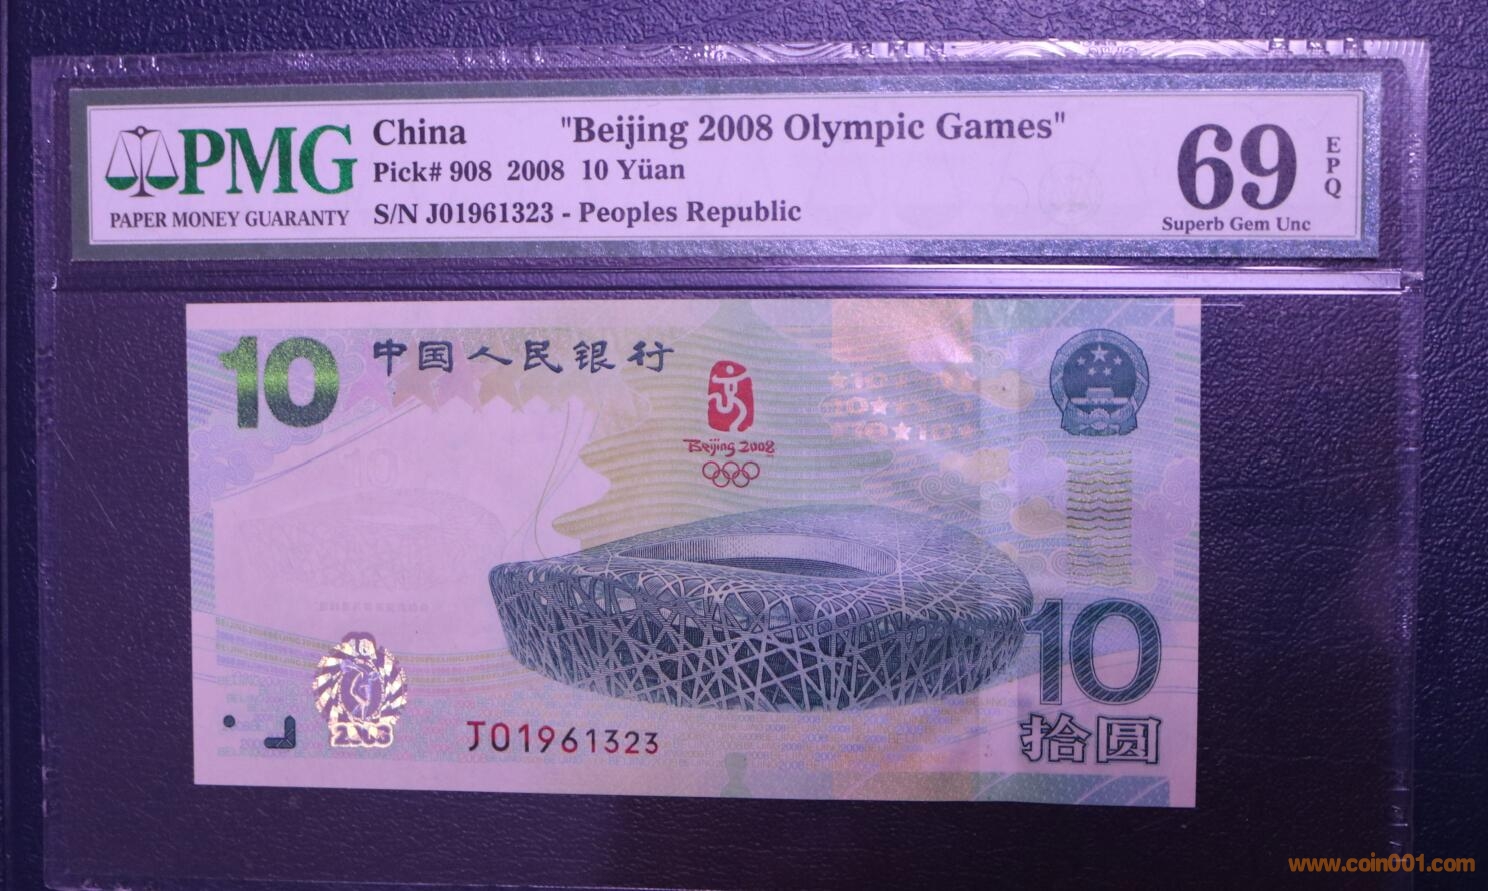 PMG
PAPER MONEY GUARANTY
China "Beijing 2008 Olympic Games"
Pick# 908 2008 10 Yüan
S/N J01961323 - Peoples Republic
69
EPQ
Superb Gem Unc
10 中国人民银行
Beijing 2008
10
拾圆
2008
J01961323
www.coin001.com